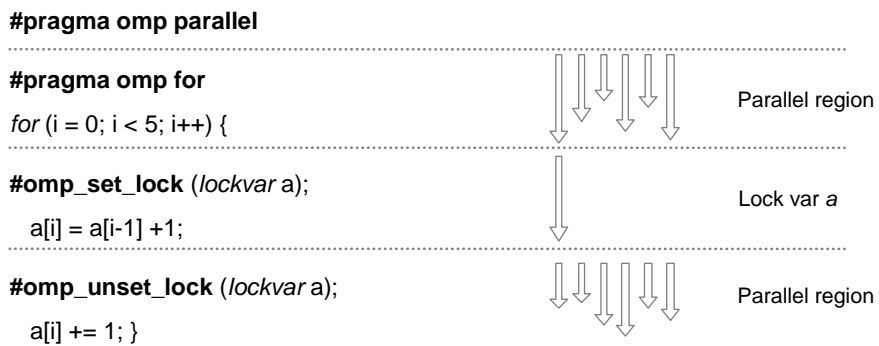 #pragma omp parallel
#pragma omp for
Parallel region
for (i = 0; i < 5; i++) {
#omp_set_lock (lockvar a);
Lock var a
a[i] = a[i-1] +1;
#omp_unset_lock (lockvar a);
Parallel region
a[i] += 1; }